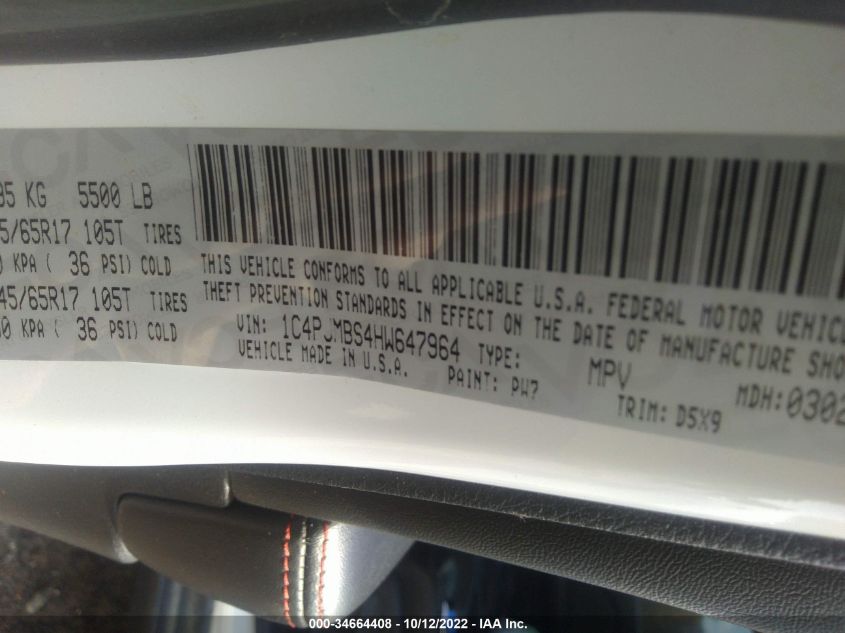 95 KG 5500 LB
5/65R17 105T TIRES
0 KPA ( 36 PSI) COLD
45/65R17 105T TIRES
50 KPA ( 36 PSI) COLD
THIS VEHICLE CONFORMS TO ALL APPLICABLE U.S.A. FEDERAL MOTOR VEHICL
THEFT PREVENTION STANDARDS IN EFFECT ON THE DATE OF MANUFACTURE SHO
VIN: 1C4PJMBS4HW647964 TYPE: MPV MDH:0302
VEHICLE MADE IN U.S.A. PAINT: PW7 TRIM: D5X9
000-34664408 - 10/12/2022 - IAA Inc.